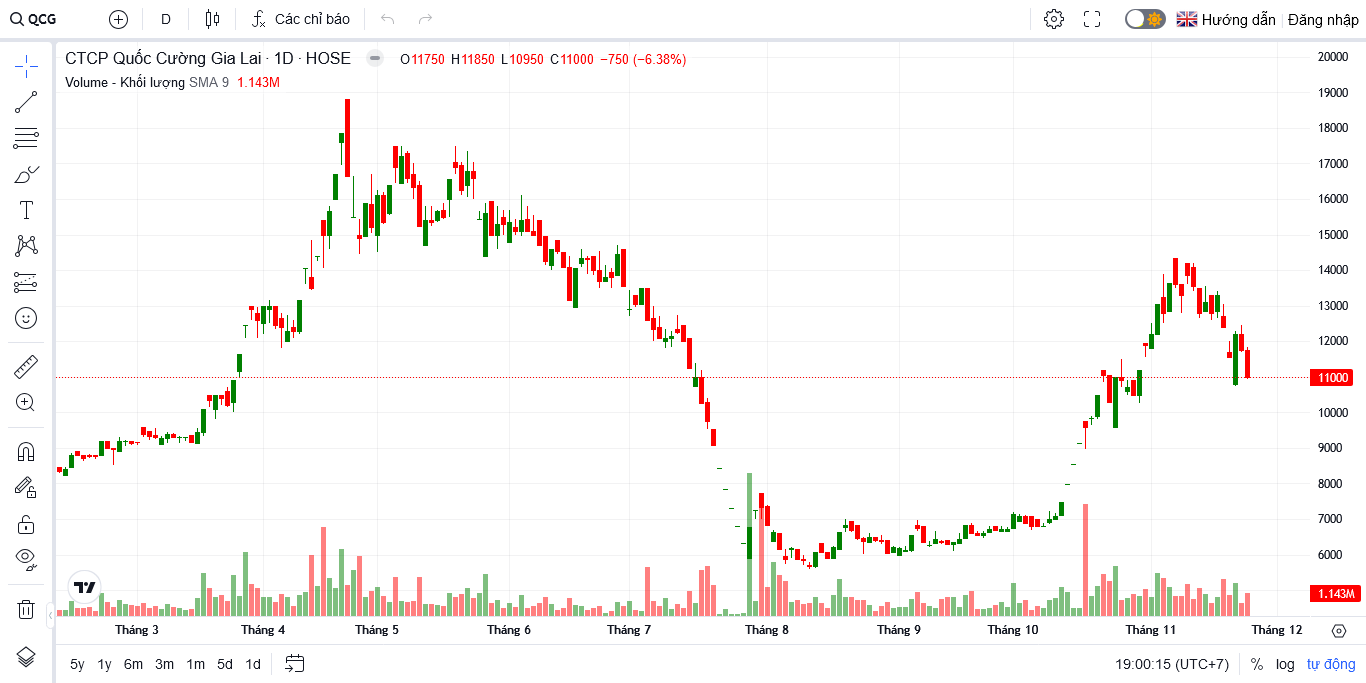 QCG D Các chỉ báo Hướng dẫn Đăng nhập
CTCP Quốc Cường Gia Lai · 1D · HOSE O11750 H11850 L10950 C11000 −750 (−6.38%)
Volume - Khối lượng SMA 9 1.143M
20000
19000
18000
17000
16000
15000
14000
13000
12000
11000
10000
9000
8000
7000
6000
1.143M
Tháng 3 Tháng 4 Tháng 5 Tháng 6 Tháng 7 Tháng 8 Tháng 9 Tháng 10 Tháng 11 Tháng 12
5y 1y 6m 3m 1m 5d 1d 19:00:15 (UTC+7) % log tự động